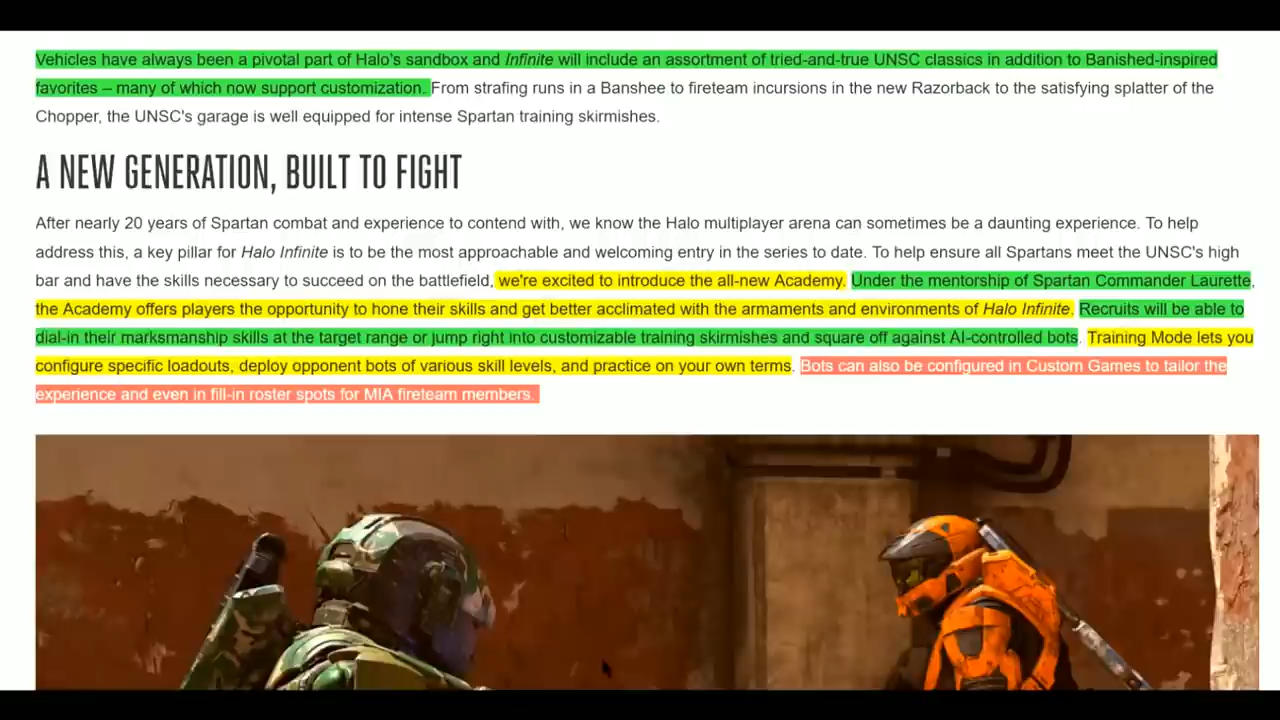 Vehicles have always been a pivotal part of Halo's sandbox and Infinite will include an assortment of tried-and-true UNSC classics in addition to Banished-inspired
favorites – many of which now support customization. From strafing runs in a Banshee to fireteam incursions in the new Razorback to the satisfying splatter of the
Chopper, the UNSC's garage is well equipped for intense Spartan training skirmishes.
A NEW GENERATION, BUILT TO FIGHT
After nearly 20 years of Spartan combat and experience to contend with, we know the Halo multiplayer arena can sometimes be a daunting experience. To help
address this, a key pillar for Halo Infinite is to be the most approachable and welcoming entry in the series to date. To help ensure all Spartans meet the UNSC's high
bar and have the skills necessary to succeed on the battlefield, we're excited to introduce the all-new Academy. Under the mentorship of Spartan Commander Laurette,
the Academy offers players the opportunity to hone their skills and get better acclimated with the armaments and environments of Halo Infinite. Recruits will be able to
dial-in their marksmanship skills at the target range or jump right into customizable training skirmishes and square off against AI-controlled bots. Training Mode lets you
configure specific loadouts, deploy opponent bots of various skill levels, and practice on your own terms. Bots can also be configured in Custom Games to tailor the
experience and even in fill-in roster spots for MIA fireteam members.